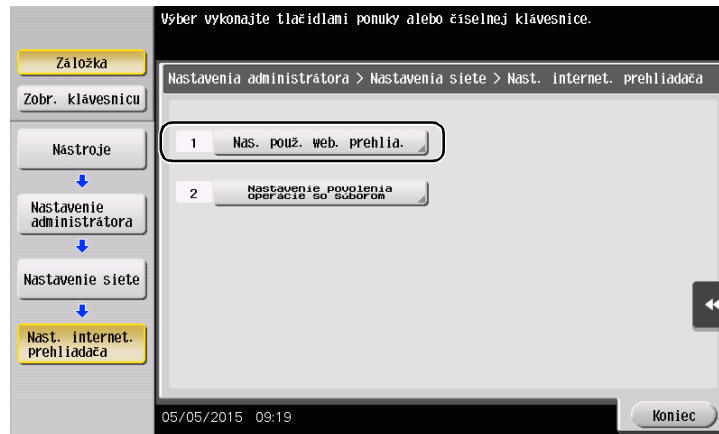 Výber vykonajte tlačidlami ponuky alebo číselnej klávesnice.
Záložka
Zobr. klávesnicu
Nástroje
Nastavenie
administrátora
Nastavenie siete
Nast. internet.
prehliadača
Nastavenia administrátora > Nastavenia siete > Nast. internet. prehliadača
1 Nas. použ. web. prehlia.
2 Nastavenie povolenia
operácie so súborom
05/05/2015 09:19
Koniec